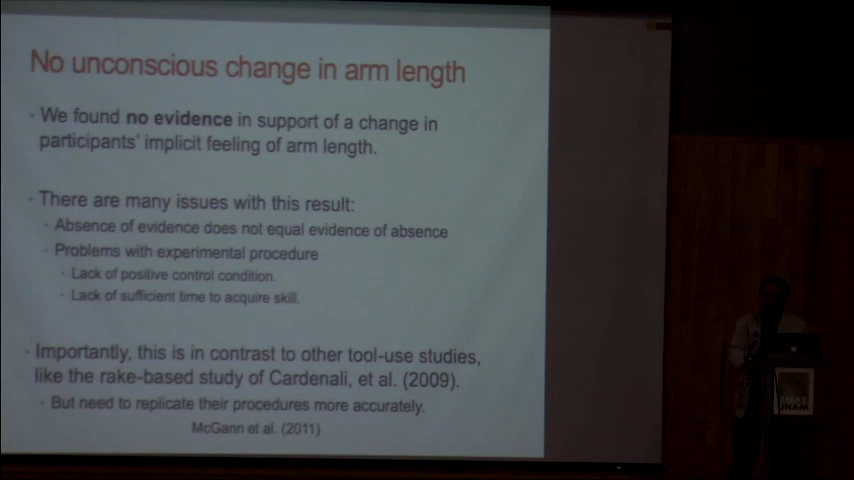 No unconscious change in arm length
We found no evidence in support of a change in
participants' implicit feeling of arm length.
There are many issues with this result:
Absence of evidence does not equal evidence of absence
Problems with experimental procedure
Lack of positive control condition.
Lack of sufficient time to acquire skill.
Importantly, this is in contrast to other tool-use studies,
like the rake-based study of Cardenali, et al. (2009).
But need to replicate their procedures more accurately.
McGann et al. (2011)
IIMAS
UNAM